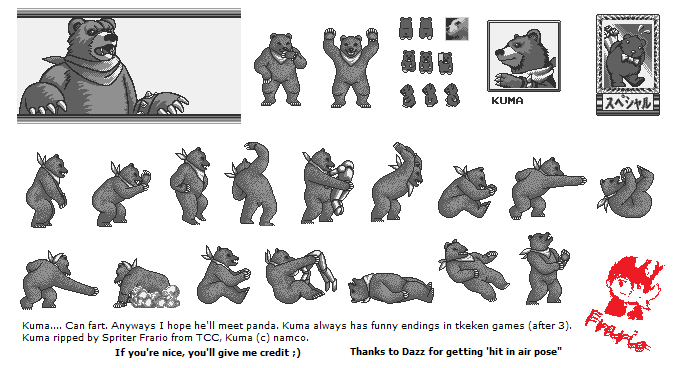 KUMA
スペシャル
Kuma.... Can fart. Anyways I hope he'll meet panda. Kuma always has funny endings in tkeken games (after 3).
Kuma ripped by Spriter Frario from TCC, Kuma (c) namco.
If you're nice, you'll give me credit ;)
Thanks to Dazz for getting 'hit in air pose"
Frario